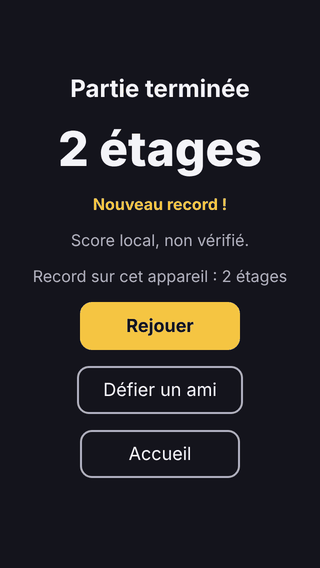 Partie terminée
2 étages
Nouveau record !
Score local, non vérifié.
Record sur cet appareil : 2 étages
Rejouer
Défier un ami
Accueil